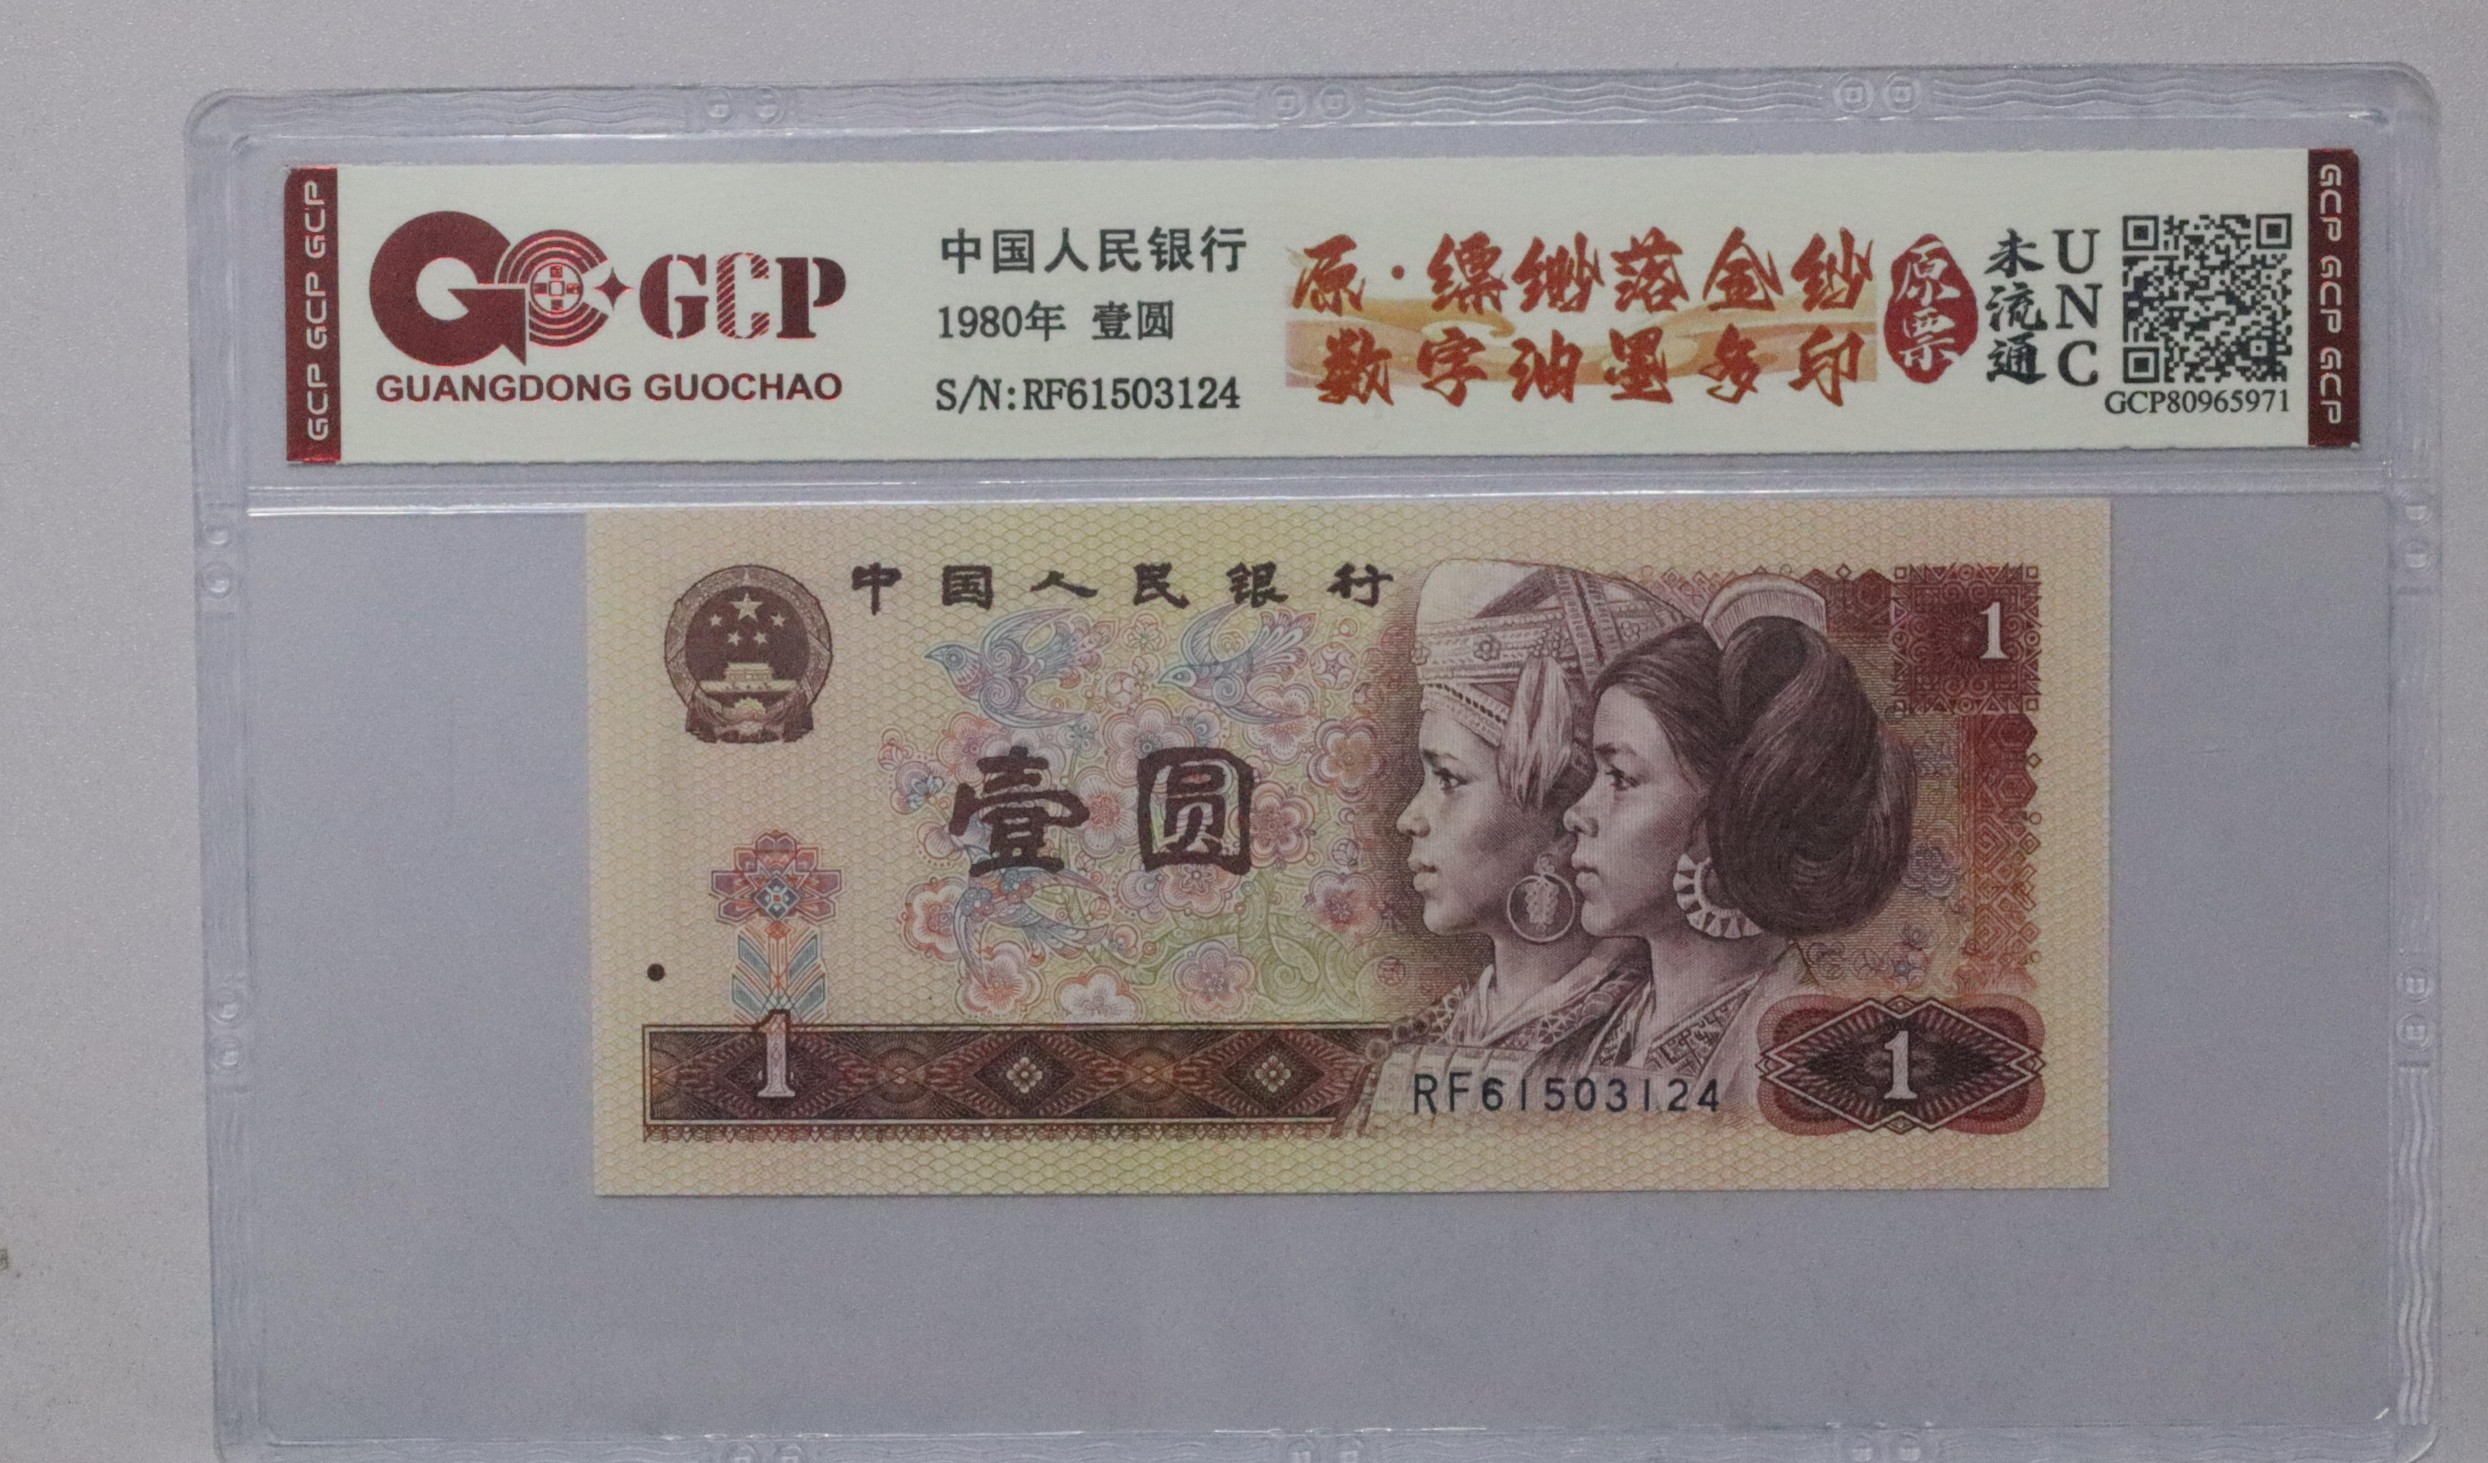 GCP GCP GCP
GCP
GUANGDONG GUOCHAO
中国人民银行
1980年 壹圆
S/N:RF61503124
原·缥缈落金纱
数字油墨多印
原票
未流通
UNC
GCP80965971
GCP GCP GCP
中国人民银行
1
壹圆
1
RF61503124
1